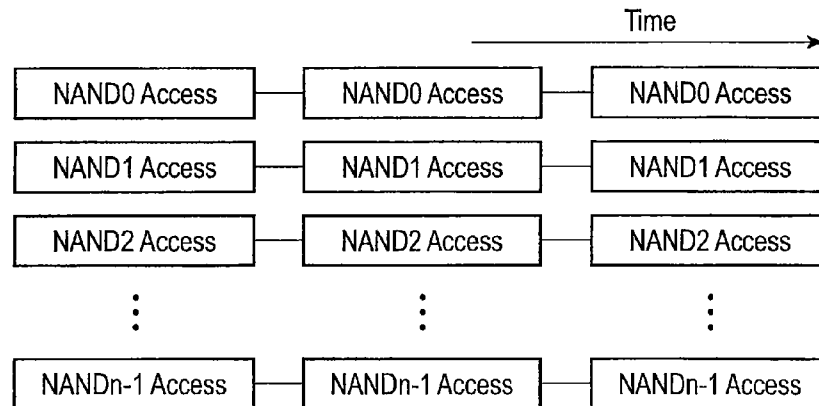 Time
NAND0 Access NAND0 Access NAND0 Access
NAND1 Access NAND1 Access NAND1 Access
NAND2 Access NAND2 Access NAND2 Access
NANDn-1 Access NANDn-1 Access NANDn-1 Access